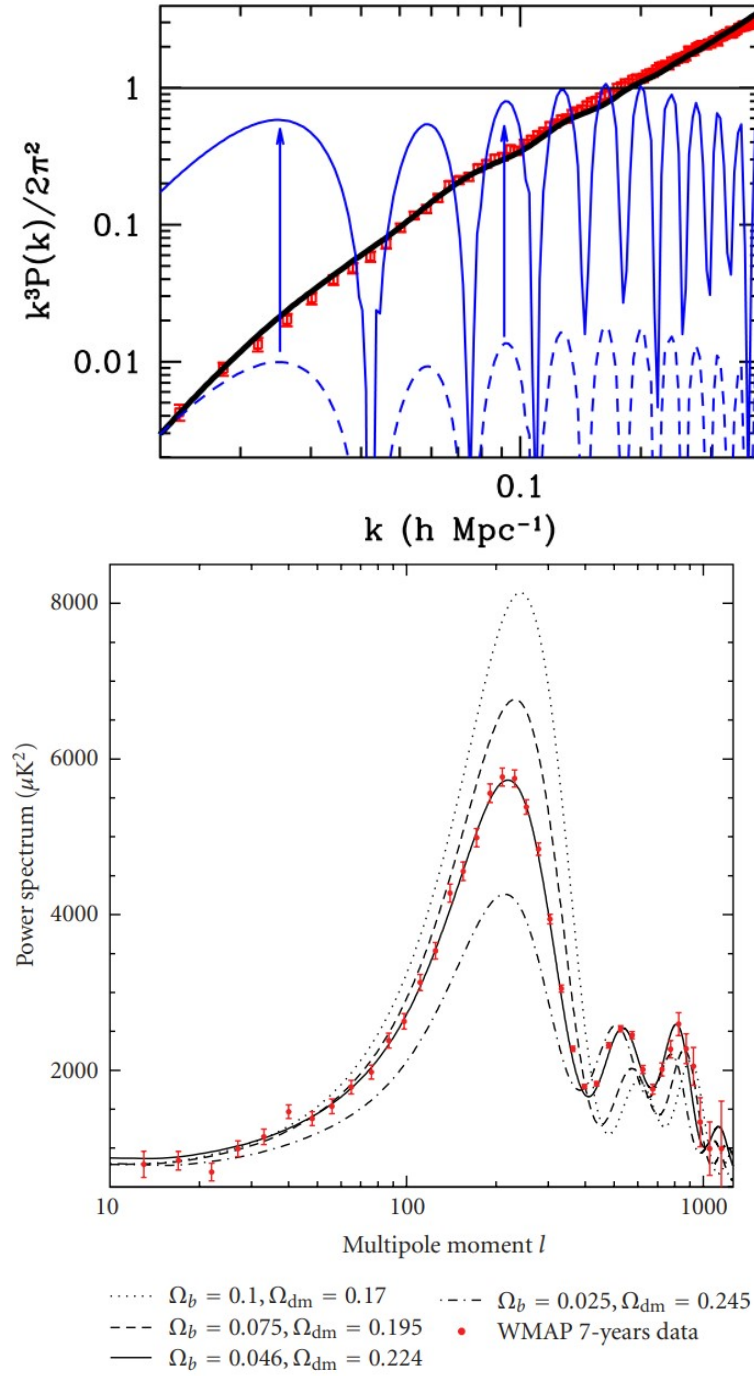 k³P(k)/2π²
1
0.1
0.01
0.1
k (h Mpc⁻¹)
Power spectrum (μK²)
8000
6000
4000
2000
10
100
1000
Multipole moment l
Ω_b = 0.1, Ω_dm = 0.17
Ω_b = 0.075, Ω_dm = 0.195
Ω_b = 0.046, Ω_dm = 0.224
Ω_b = 0.025, Ω_dm = 0.245
WMAP 7-years data